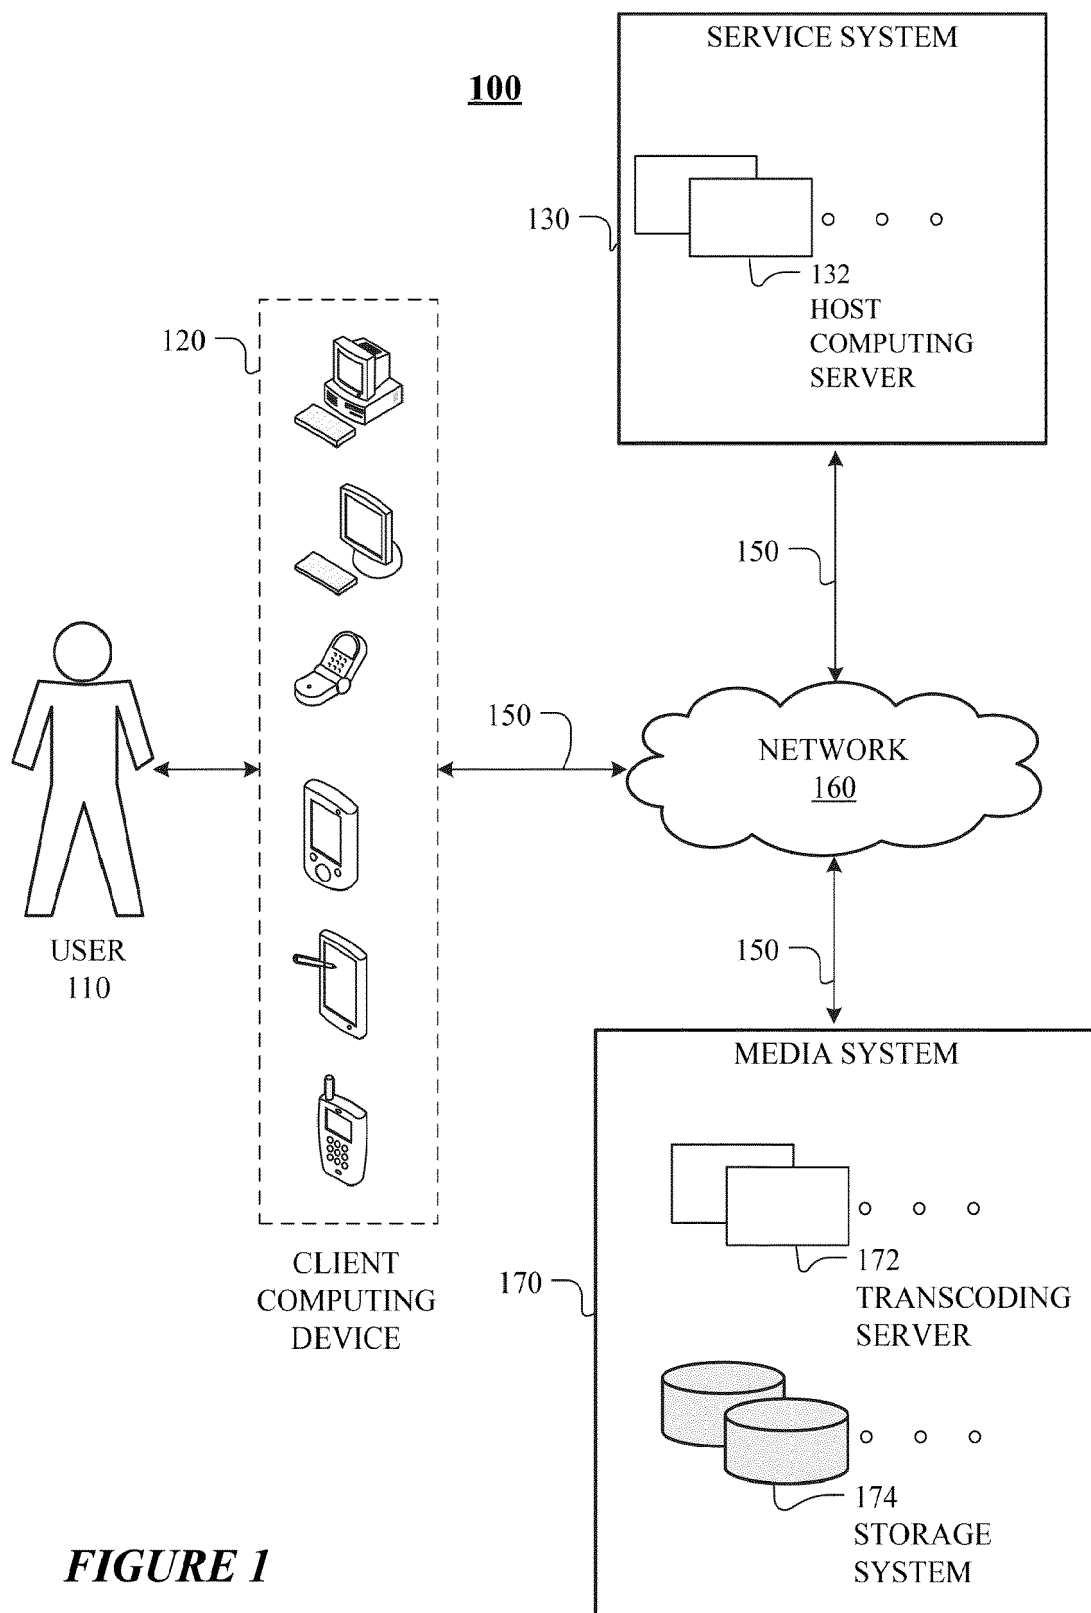 SERVICE SYSTEM
100
130
132
HOST
COMPUTING
SERVER
120
150
150
NETWORK
160
USER
110
150
MEDIA SYSTEM
CLIENT
COMPUTING
DEVICE
170
172
TRANSCODING
SERVER
174
STORAGE
SYSTEM
FIGURE 1